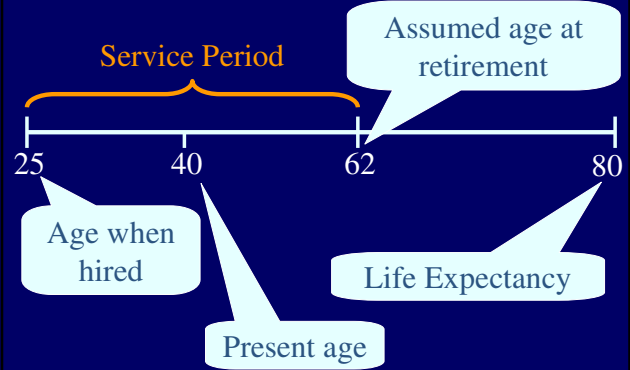 Assumed age at
retirement
Service Period
25
40
62
80
Age when
hired
Life Expectancy
Present age